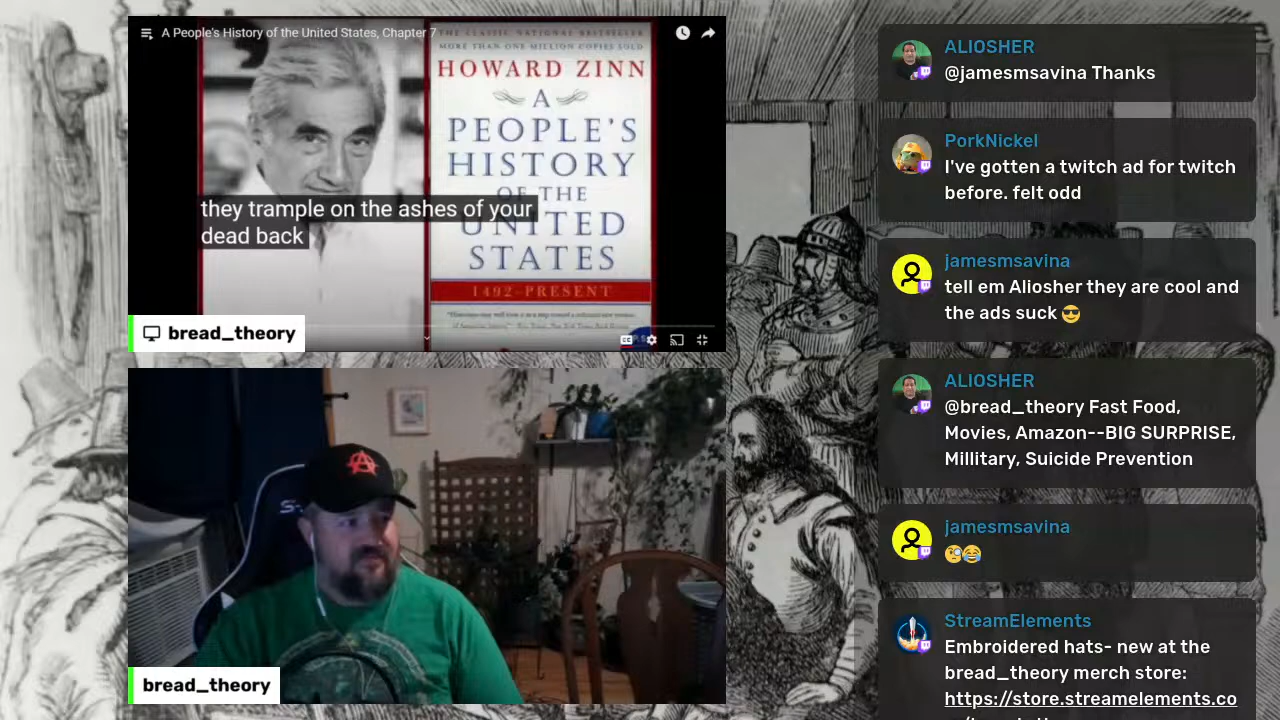 A People's History of the United States, Chapter 7
THE CLASSIC NATIONAL BESTSELLER
MORE THAN ONE MILLION COPIES SOLD
HOWARD ZINN
A
PEOPLE'S
HISTORY
OF THE
UNITED
STATES
1492–PRESENT
they trample on the ashes of your
dead back
CC
bread_theory
bread_theory
ALIOSHER
@jamesmsavina Thanks
PorkNickel
I've gotten a twitch ad for twitch
before. felt odd
jamesmsavina
tell em Aliosher they are cool and
the ads suck 😎
ALIOSHER
@bread_theory Fast Food,
Movies, Amazon--BIG SURPRISE,
Millitary, Suicide Prevention
jamesmsavina
🧐😂
StreamElements
Embroidered hats- new at the
bread_theory merch store:
https://store.streamelements.co